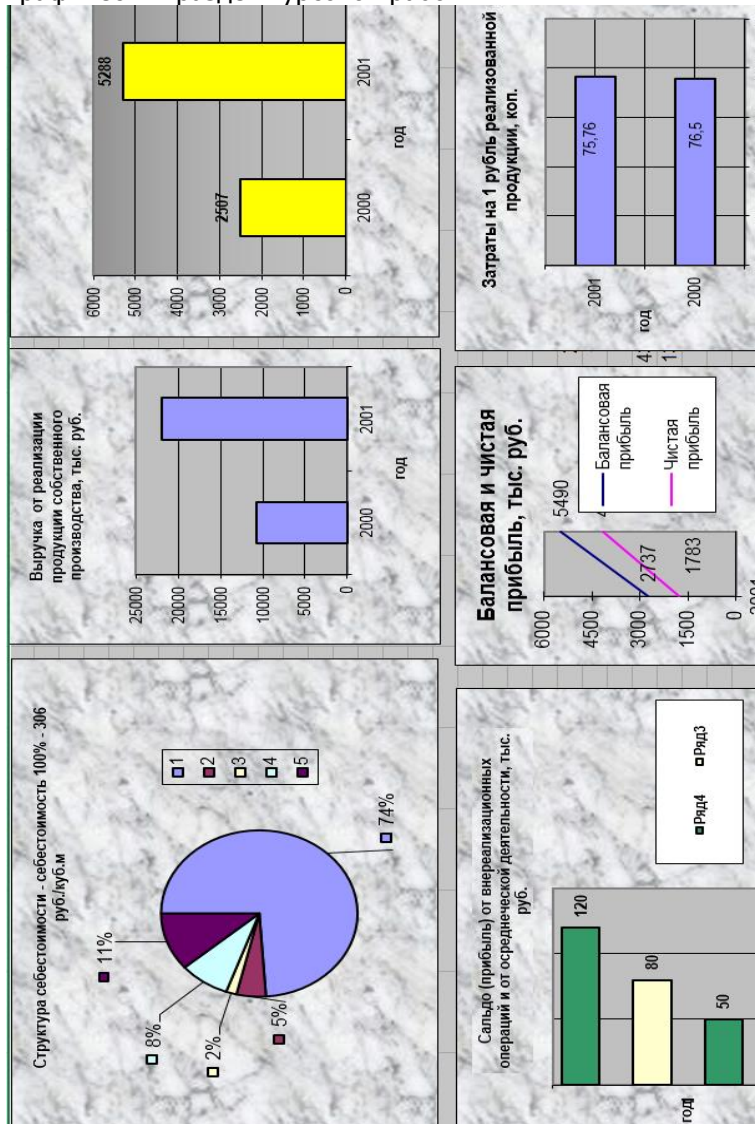 Структура себестоимости - себестоимость 100% - 306
руб./куб.м
11%
8%
2%
5%
74%
1
2
3
4
5
Выручка от реализации
продукции собственного
производства, тыс. руб.
25000
20000
15000
10000
5000
0
2000
2001
год
6000
5000
4000
3000
2000
1000
0
2507
5288
2000
2001
год
Сальдо (прибыль) от внереализационных
операций и от осреднеческой деятельности, тыс.
руб.
120
80
50
год
Ряд4
Ряд3
Балансовая и чистая
прибыль, тыс. руб.
6000
4500
3000
1500
0
5490
2737
1783
Балансовая
прибыль
Чистая
прибыль
Затраты на 1 рубль реализованной
продукции, коп.
2001
2000
75,76
76,5
год